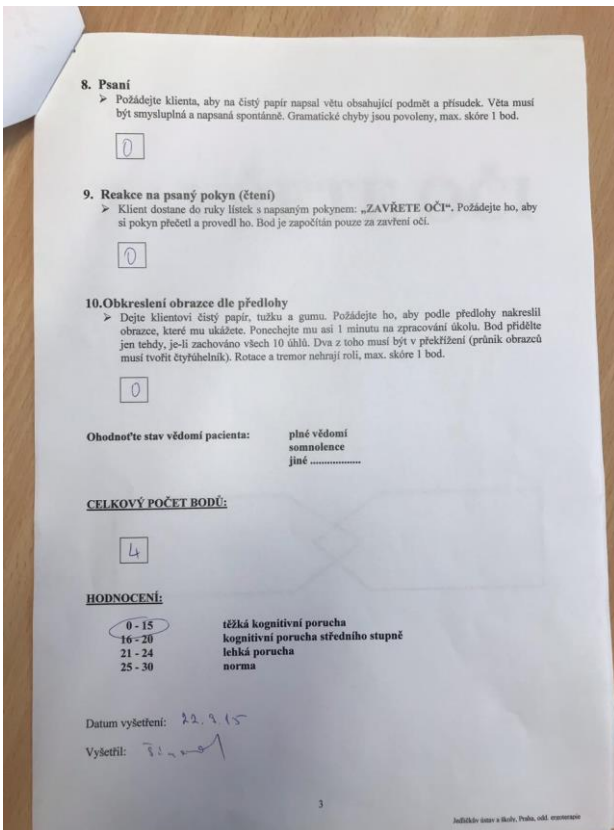 8. Psaní
➢ Požádejte klienta, aby na čistý papír napsal větu obsahující podmět a přísudek. Věta musí
být smysluplná a napsaná spontánně. Gramatické chyby jsou povoleny, max. skóre 1 bod.
0
9. Reakce na psaný pokyn (čtení)
➢ Klient dostane do ruky lístek s napsaným pokynem: „ZAVŘETE OČI“. Požádejte ho, aby
si pokyn přečetl a provedl ho. Bod je započítán pouze za zavření očí.
0
10.Obkreslení obrazce dle předlohy
➢ Dejte klientovi čistý papír, tužku a gumu. Požádejte ho, aby podle předlohy nakreslil
obrazce, které mu ukážete. Ponechejte mu asi 1 minutu na zpracování úkolu. Bod přidělte
jen tehdy, je-li zachováno všech 10 úhlů. Dva z toho musí být v překřížení (průnik obrazců
musí tvořit čtyřúhelník). Rotace a tremor nehrají roli, max. skóre 1 bod.
0
Ohodnoťte stav vědomí pacienta: plné vědomí
somnolence
jiné ..................
CELKOVÝ POČET BODŮ:
4
HODNOCENÍ:
0 - 15 těžká kognitivní porucha
16 - 20 kognitivní porucha středního stupně
21 - 24 lehká porucha
25 - 30 norma
Datum vyšetření: 22. 9. 15
Vyšetřil:
3
Jedličkův ústav a školy, Praha, odd. ergoterapie